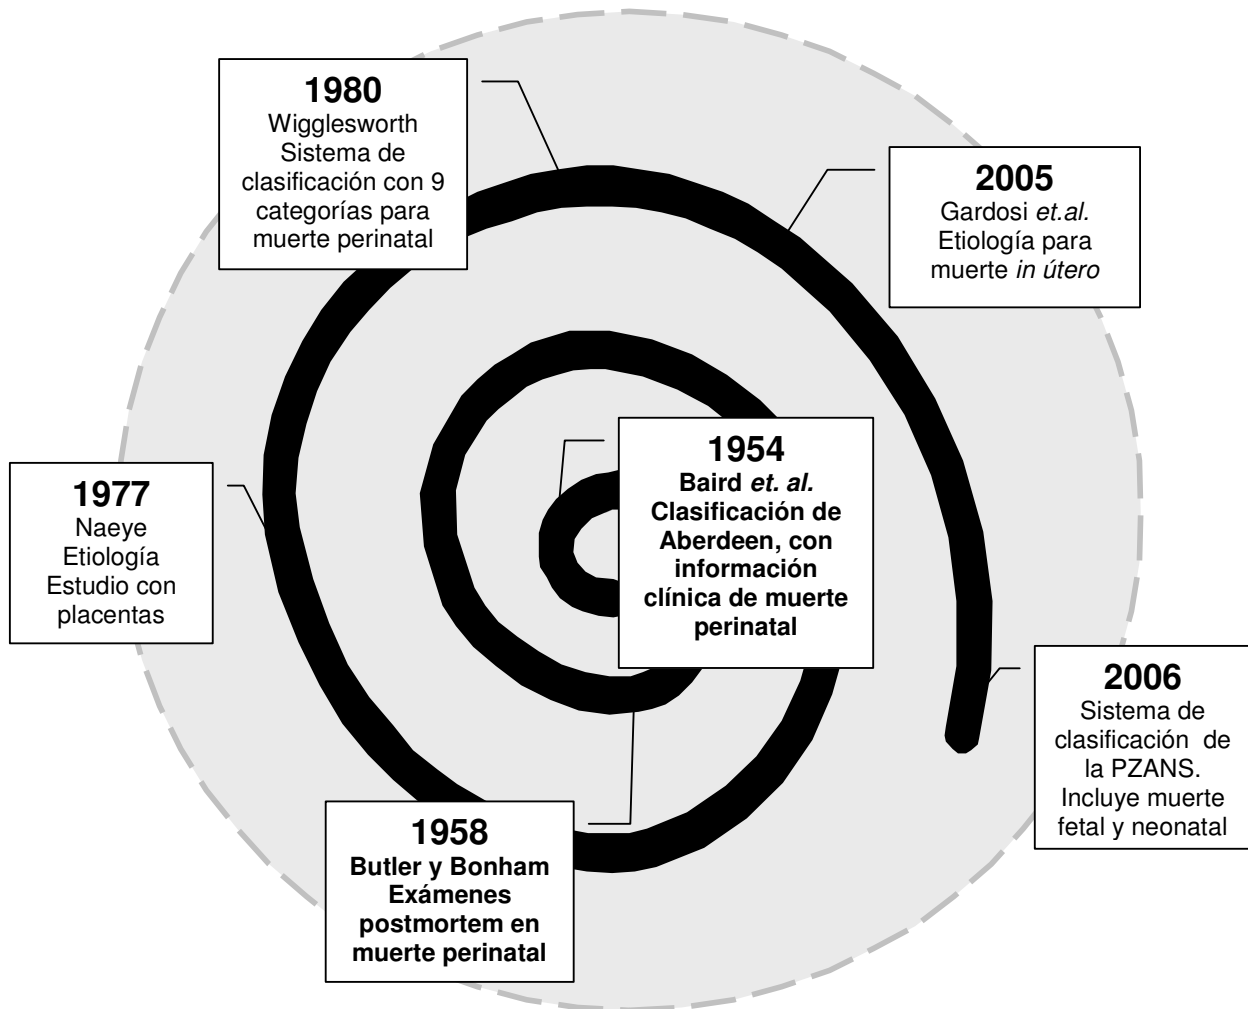 1980
Wigglesworth
Sistema de
clasificación con 9
categorías para
muerte perinatal
2005
Gardosi et.al.
Etiología para
muerte in útero
1954
Baird et. al.
Clasificación de
Aberdeen, con
información
clínica de muerte
perinatal
1977
Naeye
Etiología
Estudio con
placentas
2006
Sistema de
clasificación de
la PZANS.
Incluye muerte
fetal y neonatal
1958
Butler y Bonham
Exámenes
postmortem en
muerte perinatal